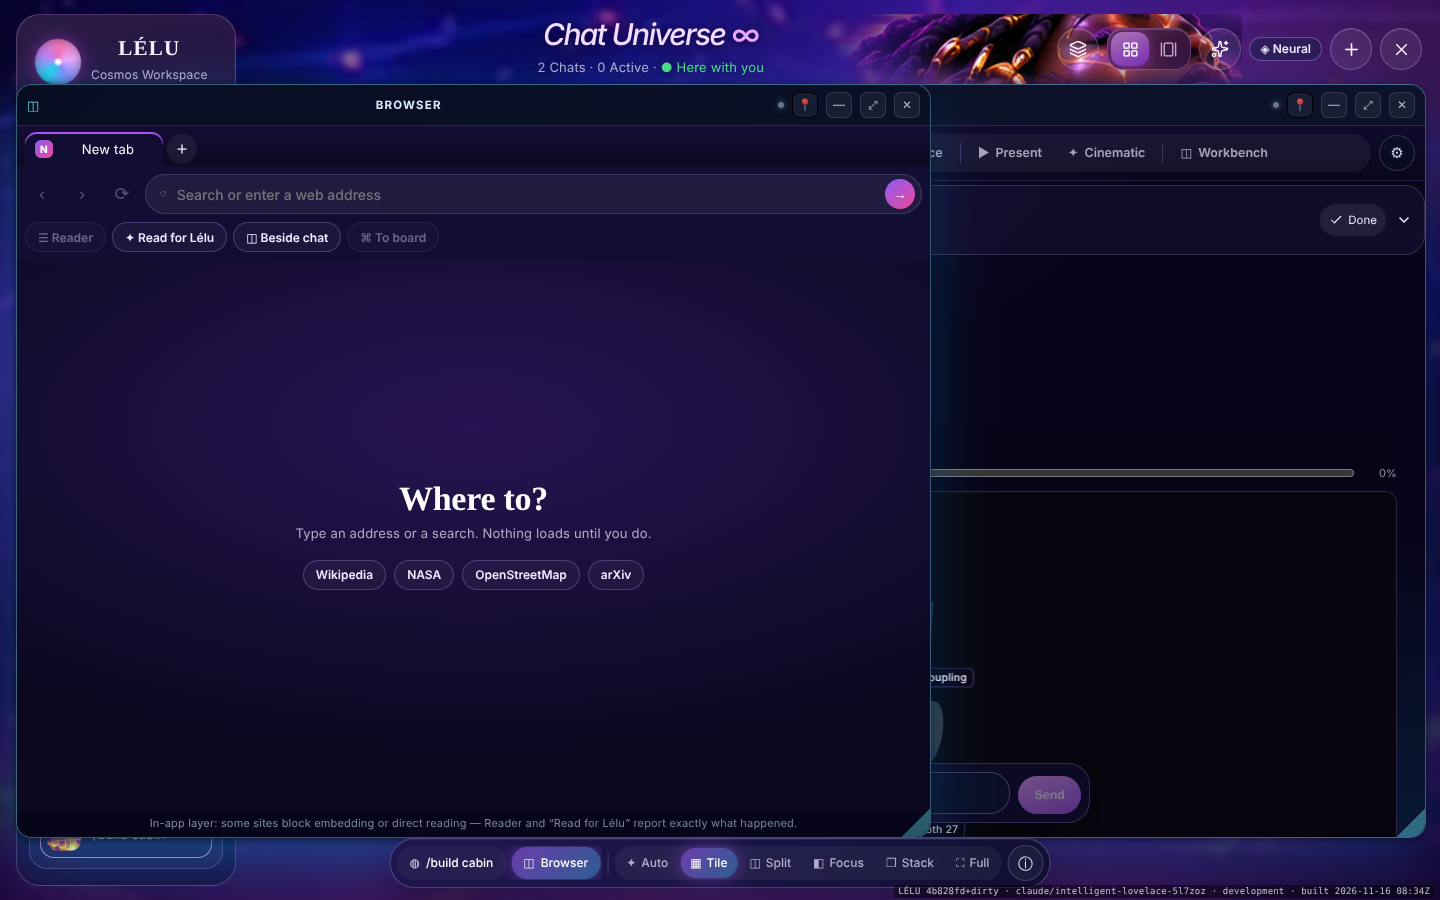 LÉLU
Cosmos Workspace
Chat Universe ∞
2 Chats · 0 Active · Here with you
Neural
BROWSER
N New tab
Search or enter a web address
Reader
Read for Lélu
Beside chat
To board
Where to?
Type an address or a search. Nothing loads until you do.
Wikipedia
NASA
OpenStreetMap
arXiv
In-app layer: some sites block embedding or direct reading — Reader and “Read for Lélu” report exactly what happened.
Present
Cinematic
Workbench
Done
0%
Send
27
/build cabin
Browser
Auto
Tile
Split
Focus
Stack
Full
LÉLU 4b828fd+dirty · claude/intelligent-lovelace-5l7zoz · development · built 2026-11-16 08:34Z